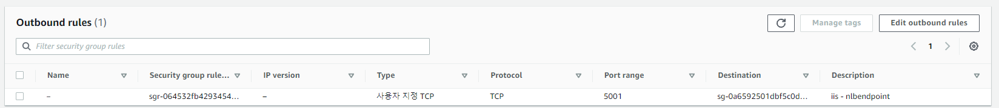 Outbound rules (1)
Manage tags
Edit outbound rules
Filter security group rules
1
Name
Security group rule...
IP version
Type
Protocol
Port range
Destination
Description
–
sgr-064532fb4293454...
–
사용자 지정 TCP
TCP
5001
sg-0a6592501dbf5c0d...
iis - nlbendpoint